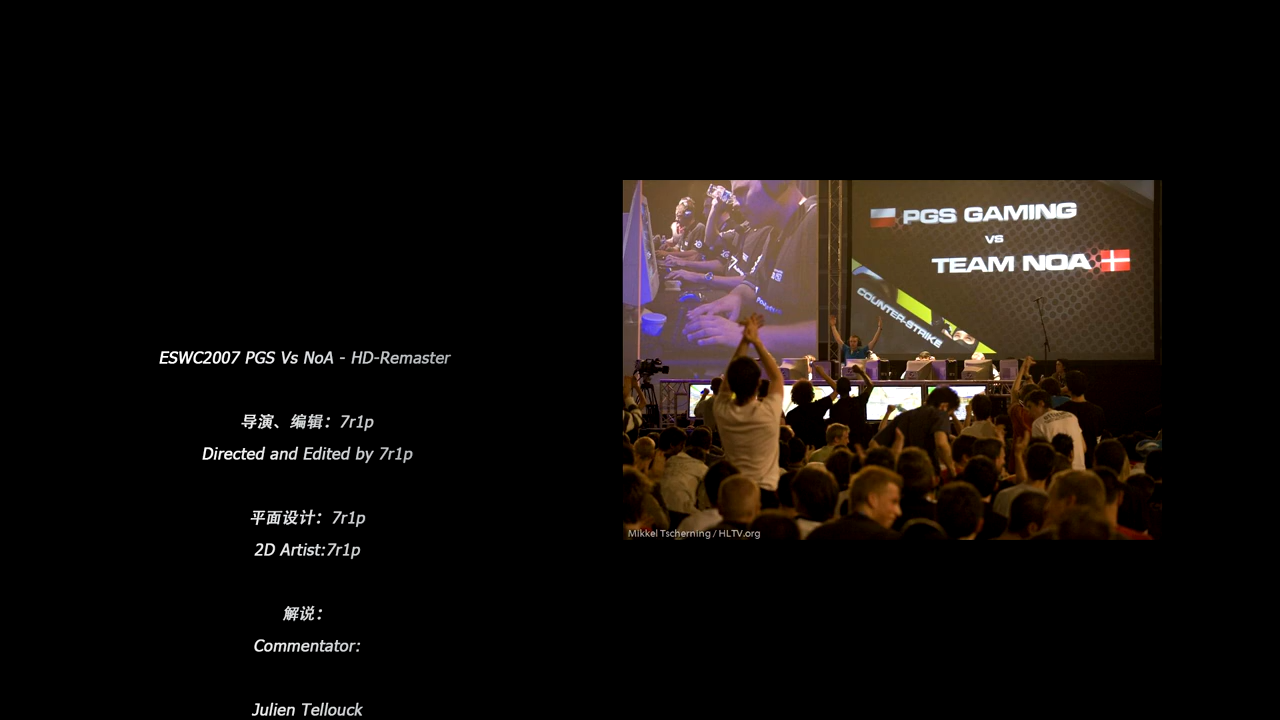 ESWC2007 PGS Vs NoA - HD-Remaster
导演、编辑：7r1p
Directed and Edited by 7r1p
平面设计：7r1p
2D Artist:7r1p
解说：
Commentator:
Julien Tellouck
PGS GAMING
VS
TEAM NOA
COUNTER-STRIKE
Mikkel Tscherning / HLTV.org